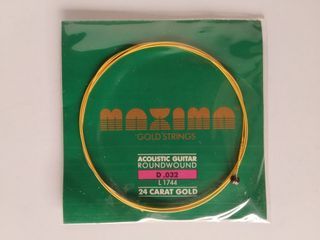 MAXIMA
GOLD STRINGS
ACOUSTIC GUITAR
ROUNDWOUND
D .032
L 1744
24 CARAT GOLD